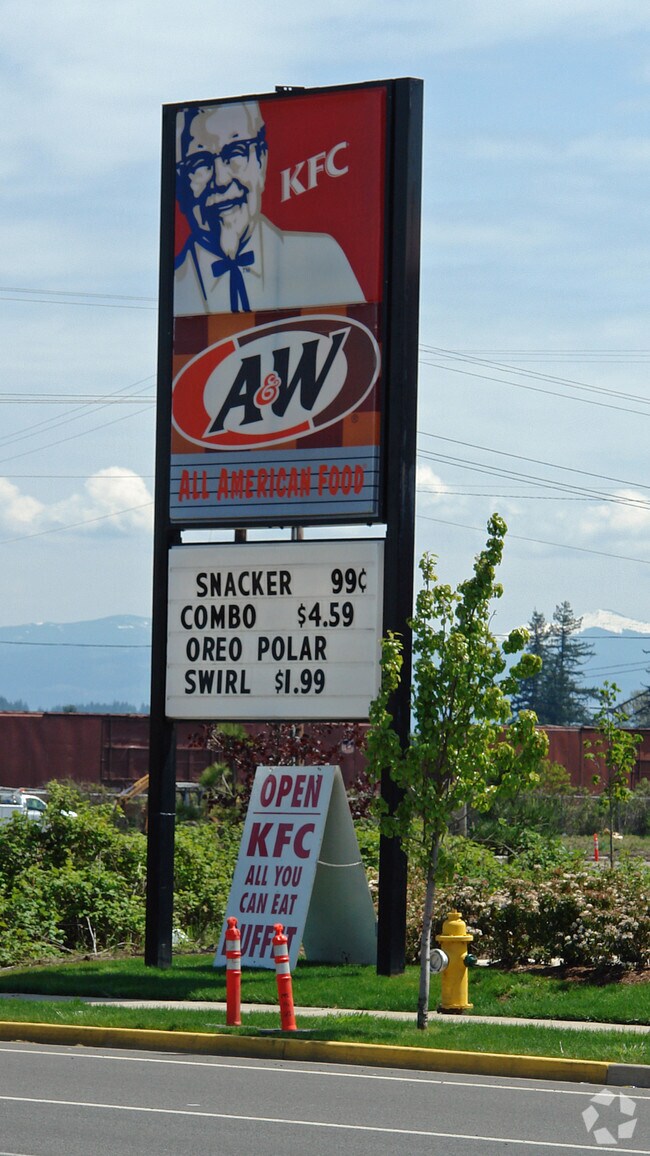 KFC
A&W
ALL AMERICAN FOOD
SNACKER 99¢
COMBO $4.59
OREO POLAR
SWIRL $1.99
OPEN
KFC
ALL YOU
CAN EAT
BUFFET